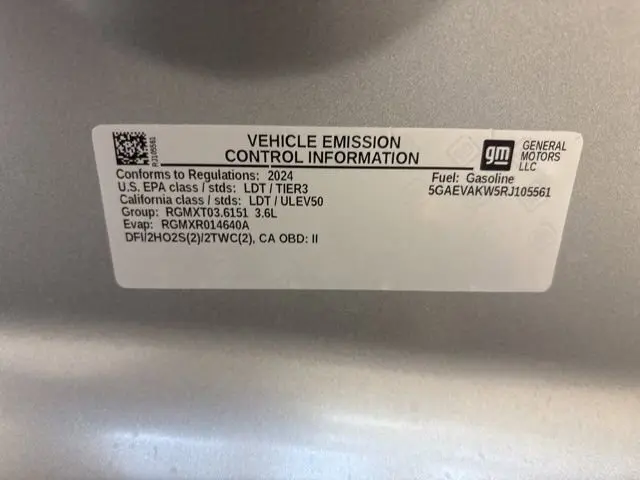 RJ105561
VEHICLE EMISSION
CONTROL INFORMATION
gm
GENERAL
MOTORS
LLC
Conforms to Regulations: 2024
U.S. EPA class / stds: LDT / TIER3
California class / stds: LDT / ULEV50
Group: RGMXT03.6151 3.6L
Evap: RGMXR014640A
DFI/2HO2S(2)/2TWC(2), CA OBD: II
Fuel: Gasoline
5GAEVAKW5RJ105561